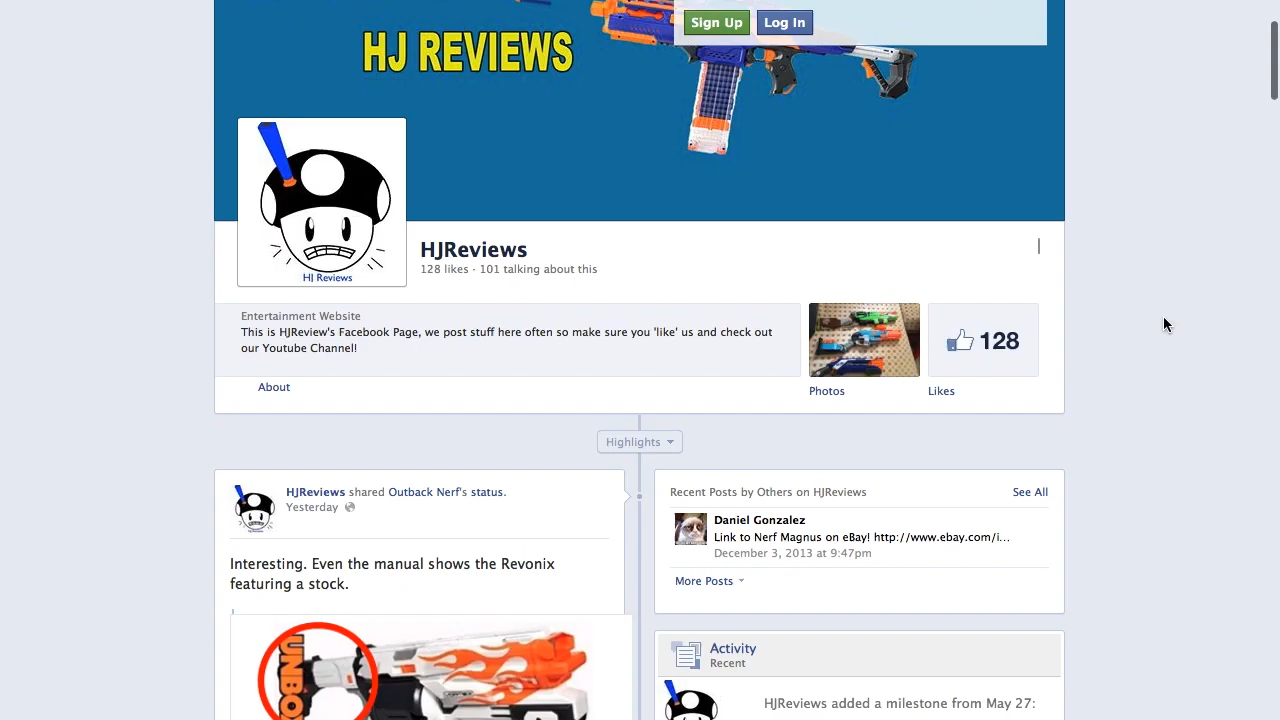 Sign Up
Log In
HJ REVIEWS
HJ Reviews
HJReviews
128 likes · 101 talking about this
Entertainment Website
This is HJReview's Facebook Page, we post stuff here often so make sure you 'like' us and check out
our Youtube Channel!
128
About
Photos
Likes
Highlights
HJReviews shared Outback Nerf's status.
Yesterday
Interesting. Even the manual shows the Revonix
featuring a stock.
UNBO
Recent Posts by Others on HJReviews
See All
Daniel Gonzalez
Link to Nerf Magnus on eBay! http://www.ebay.com/i...
December 3, 2013 at 9:47pm
More Posts
Activity
Recent
HJReviews added a milestone from May 27: